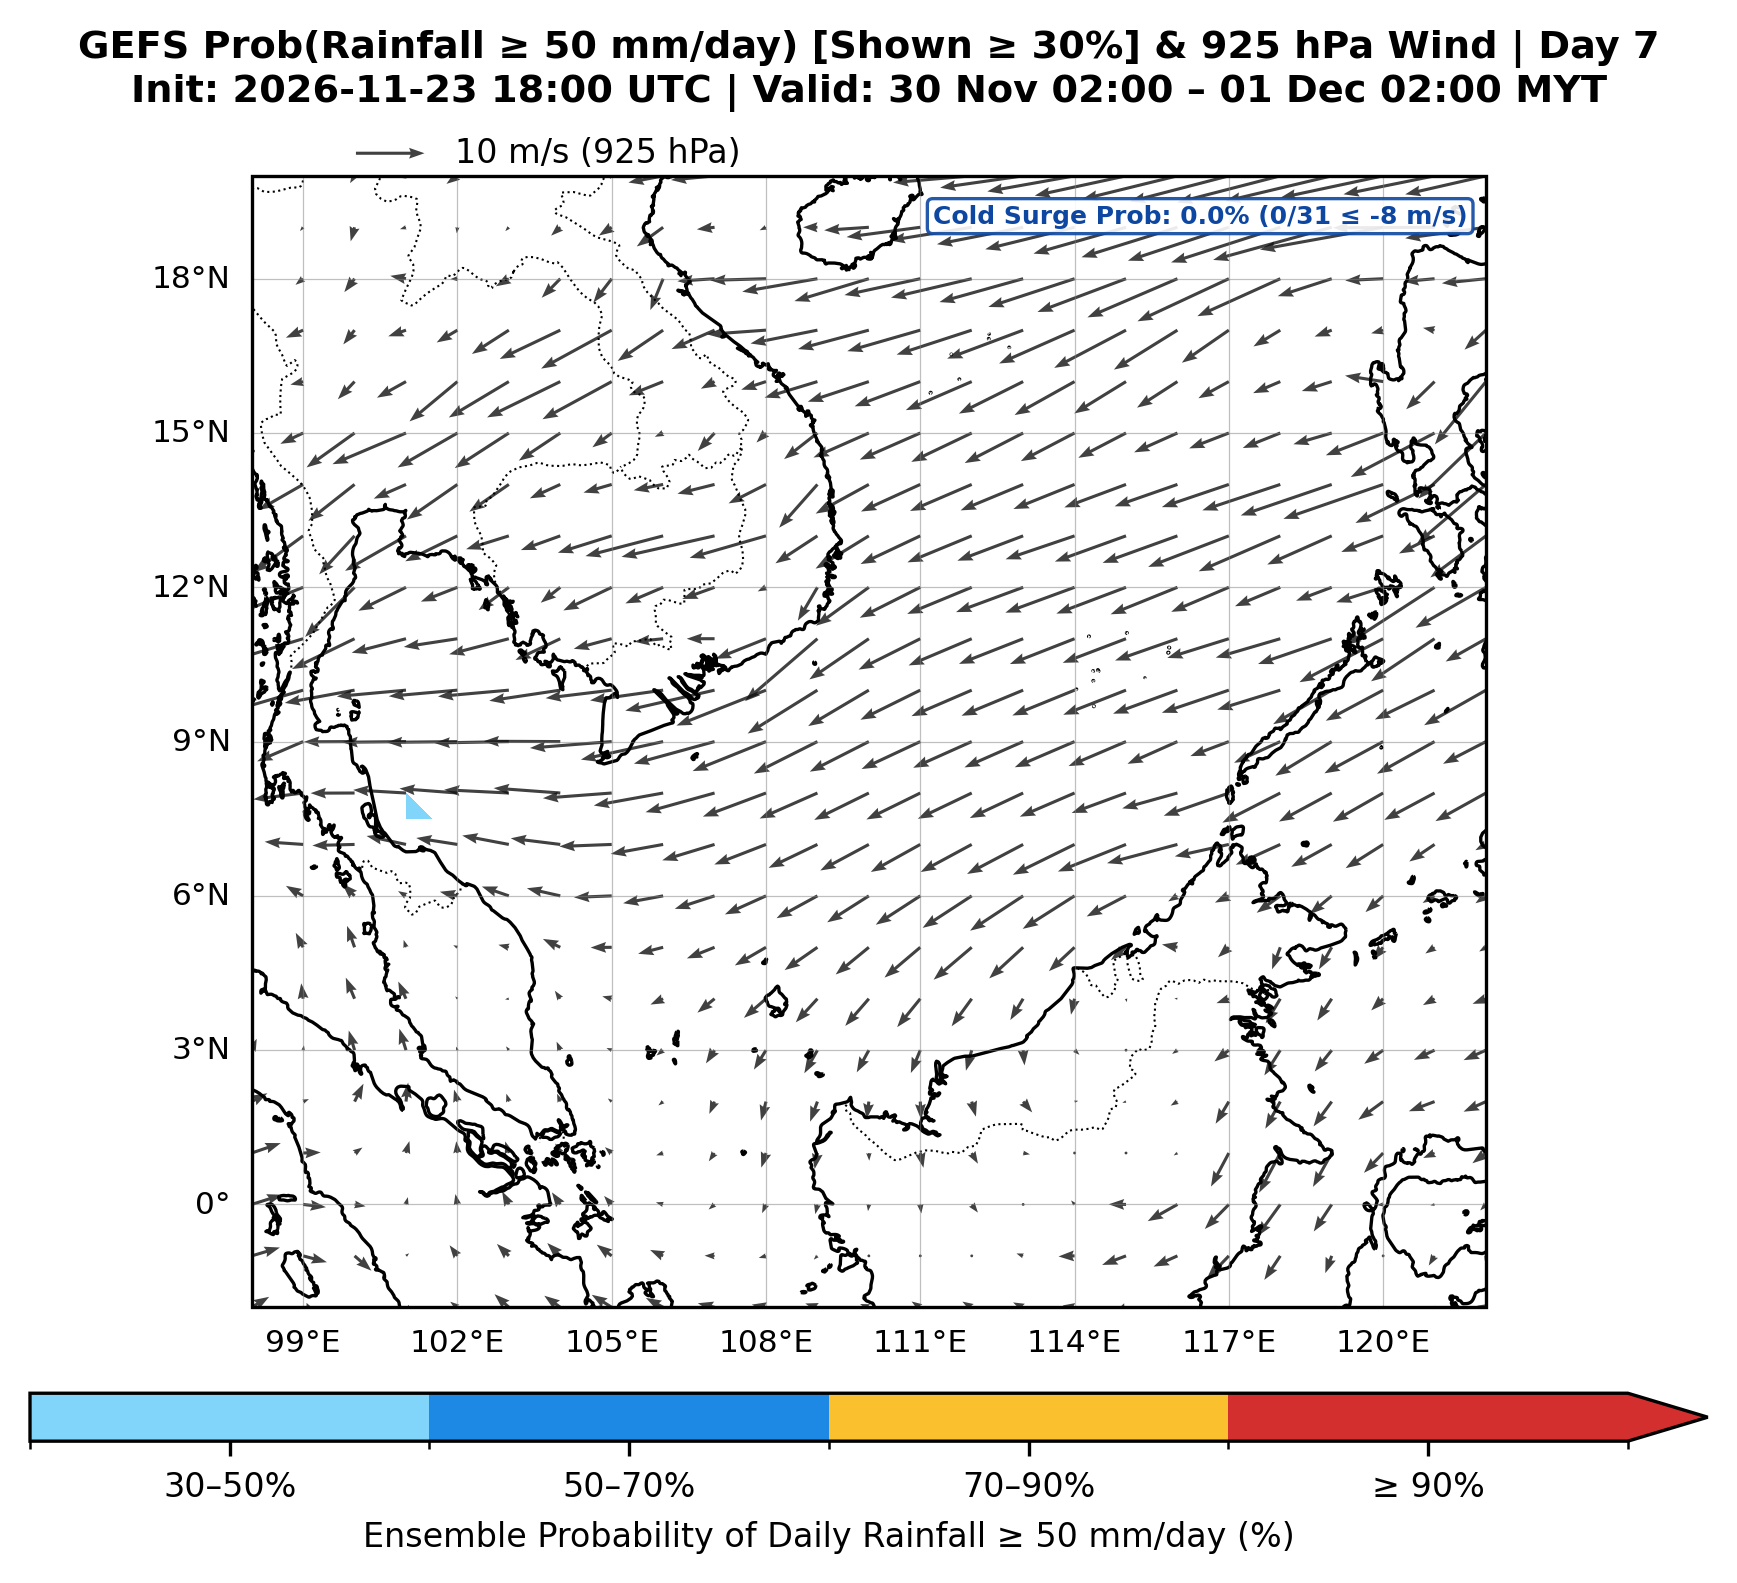 GEFS Prob(Rainfall ≥ 50 mm/day) [Shown ≥ 30%] & 925 hPa Wind | Day 7
Init: 2026-11-23 18:00 UTC | Valid: 30 Nov 02:00 – 01 Dec 02:00 MYT
10 m/s (925 hPa)
Cold Surge Prob: 0.0% (0/31 ≤ -8 m/s)
18°N
15°N
12°N
9°N
6°N
3°N
0°
99°E 102°E 105°E 108°E 111°E 114°E 117°E 120°E
30–50% 50–70% 70–90% ≥ 90%
Ensemble Probability of Daily Rainfall ≥ 50 mm/day (%)